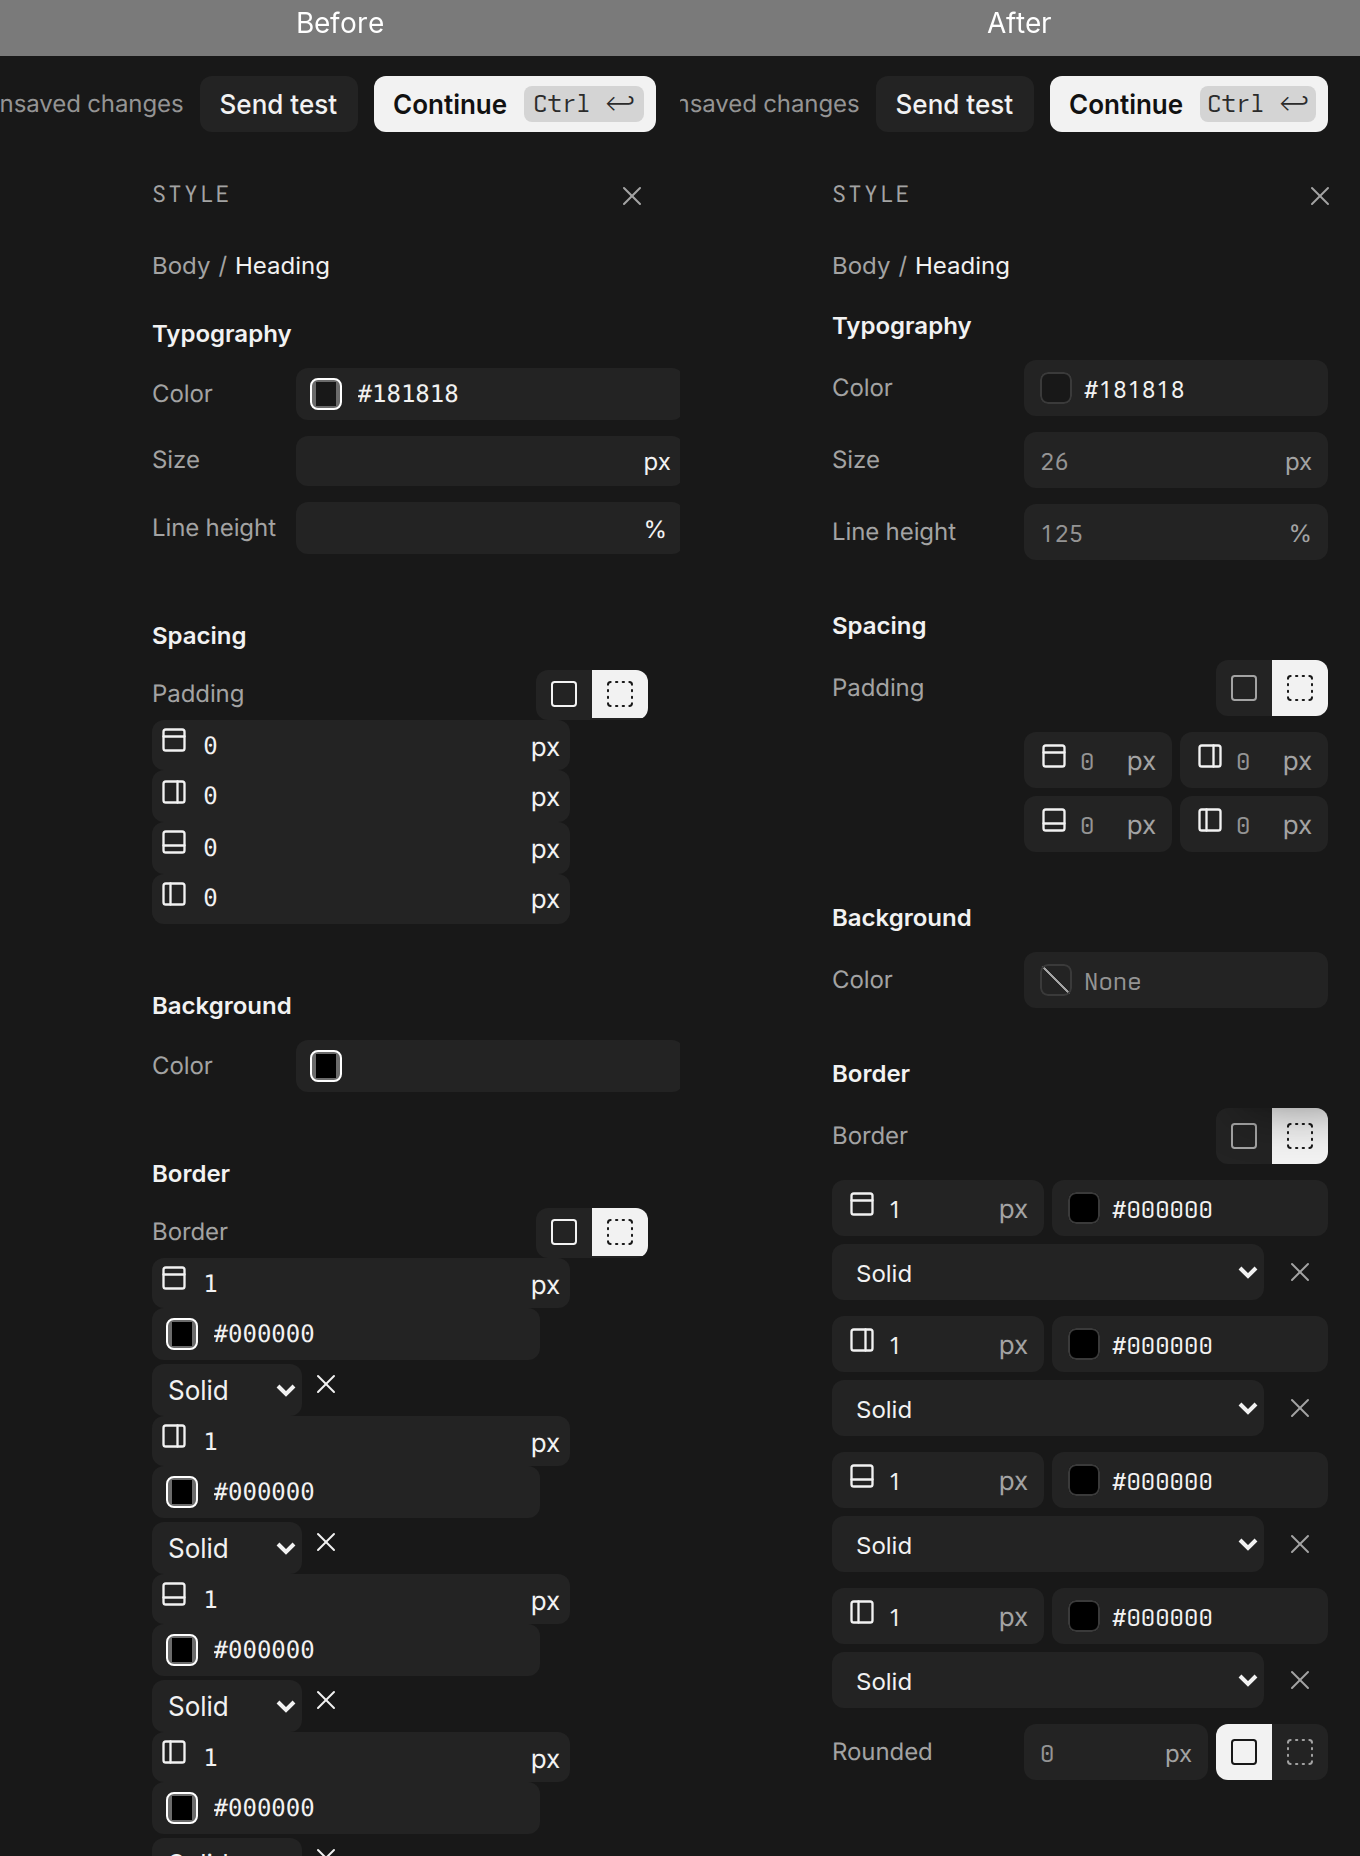 Before
nsaved changes
Send test
Continue Ctrl ↩
STYLE
Body / Heading
Typography
Color #181818
Size px
Line height %
Spacing
Padding
0 px
0 px
0 px
0 px
Background
Color
Border
Border
1 px
#000000
Solid
1 px
#000000
Solid
1 px
#000000
Solid
1 px
#000000
After
nsaved changes
Send test
Continue Ctrl ↩
STYLE
Body / Heading
Typography
Color #181818
Size 26 px
Line height 125 %
Spacing
Padding
0 px 0 px
0 px 0 px
Background
Color None
Border
Border
1 px #000000
Solid
1 px #000000
Solid
1 px #000000
Solid
1 px #000000
Solid
Rounded 0 px